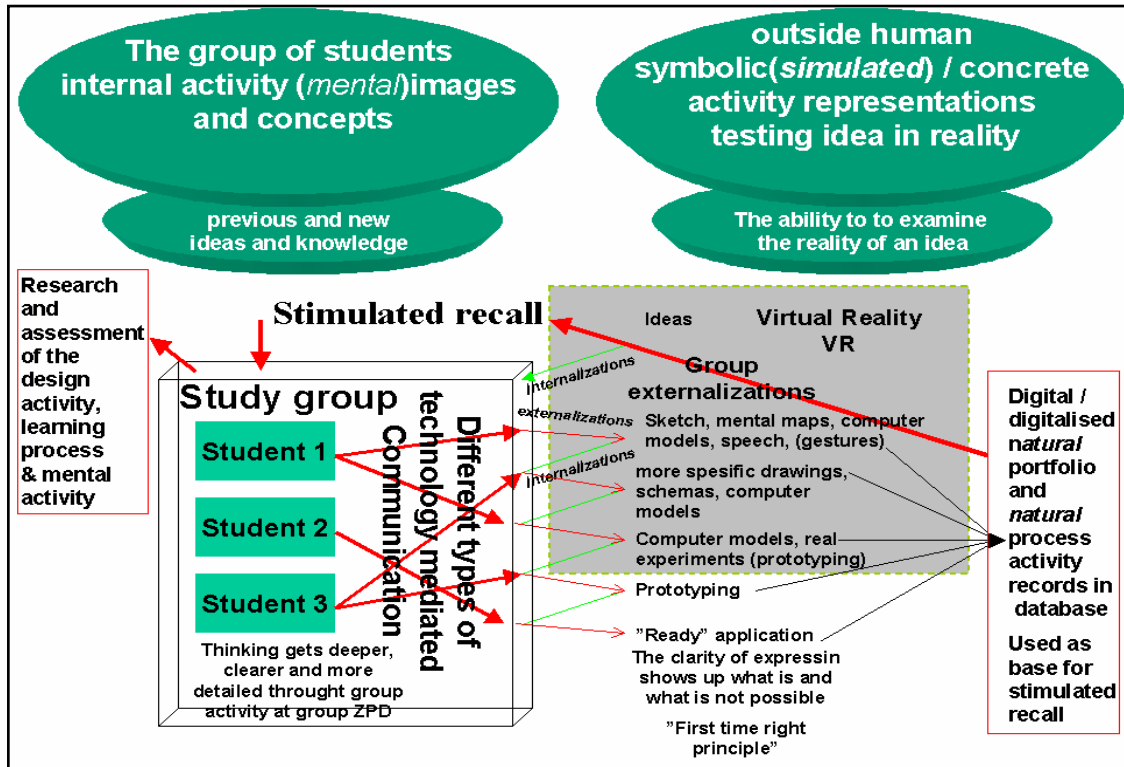 The group of students
internal activity (mental)images
and concepts
previous and new
ideas and knowledge
outside human
symbolic(simulated) / concrete
activity representations
testing idea in reality
The ability to to examine
the reality of an idea
Research
and
assessment
of the
design
activity,
learning
process
& mental
activity
Stimulated recall
Study group
Student 1
Student 2
Student 3
Thinking gets deeper,
clearer and more
detailed throught group
activity at group ZPD
Different types of
technology mediated
Communication
Internalizations
externalizations
Internalizations
Ideas
Virtual Reality
VR
Group
externalizations
Sketch, mental maps, computer
models, speech, (gestures)
more spesific drawings,
schemas, computer
models
Computer models, real
experiments (prototyping)
Prototyping
”Ready” application
The clarity of expressin
shows up what is and
what is not possible
”First time right
principle”
Digital /
digitalised
natural
portfolio
and
natural
process
activity
records in
database
Used as
base for
stimulated
recall